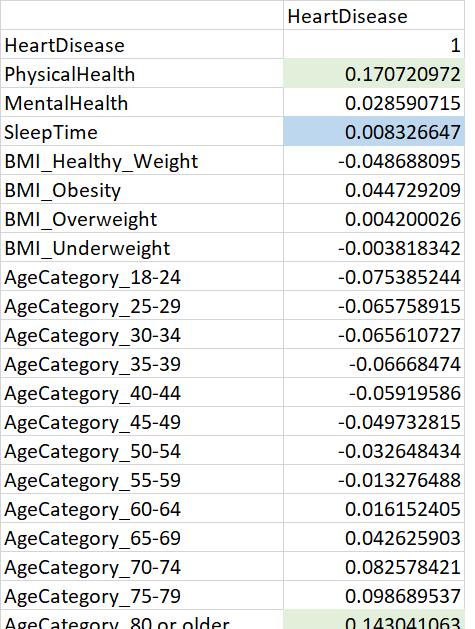 HeartDisease
HeartDisease 1
PhysicalHealth 0.170720972
MentalHealth 0.028590715
SleepTime 0.008326647
BMI_Healthy_Weight -0.048688095
BMI_Obesity 0.044729209
BMI_Overweight 0.004200026
BMI_Underweight -0.003818342
AgeCategory_18-24 -0.075385244
AgeCategory_25-29 -0.065758915
AgeCategory_30-34 -0.065610727
AgeCategory_35-39 -0.06668474
AgeCategory_40-44 -0.05919586
AgeCategory_45-49 -0.049732815
AgeCategory_50-54 -0.032648434
AgeCategory_55-59 -0.013276488
AgeCategory_60-64 0.016152405
AgeCategory_65-69 0.042625903
AgeCategory_70-74 0.082578421
AgeCategory_75-79 0.098689537
AgeCategory_80 or older 0.143041063